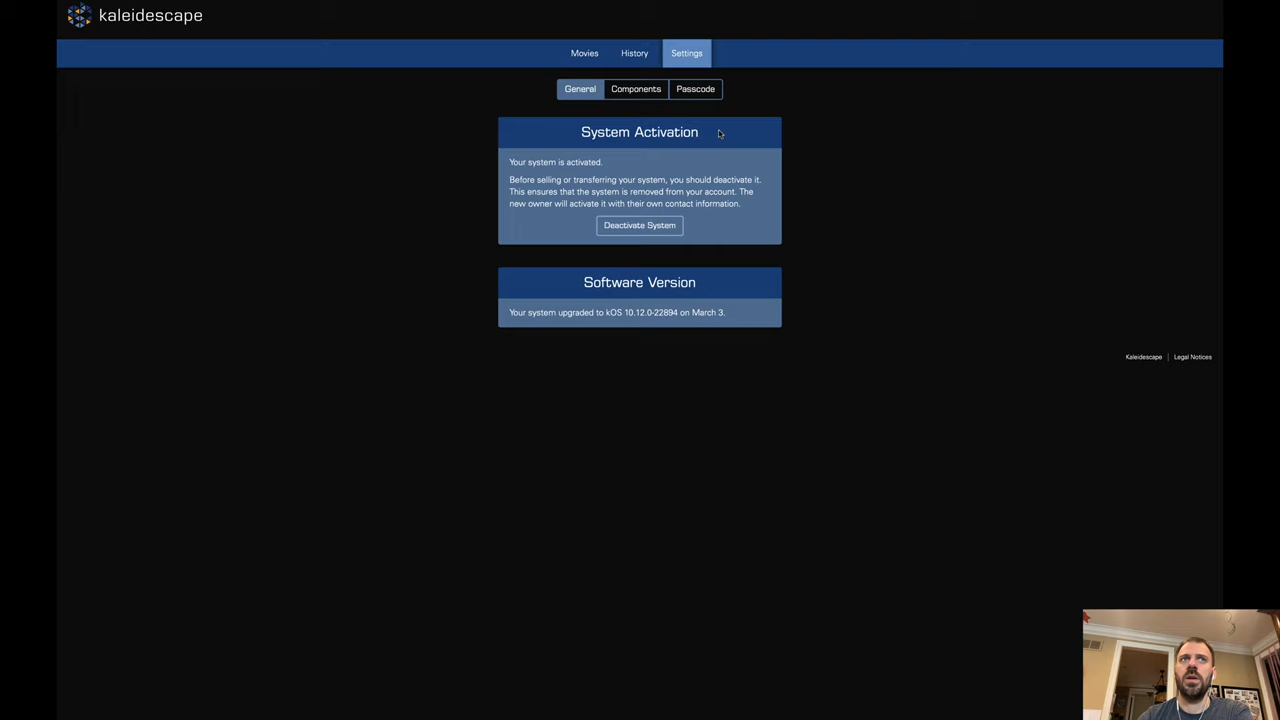 kaleidescape
Movies History Settings
General Components Passcode
System Activation
Your system is activated.
Before selling or transferring your system, you should deactivate it.
This ensures that the system is removed from your account. The
new owner will activate it with their own contact information.
Deactivate System
Software Version
Your system upgraded to kOS 10.12.0-22894 on March 3.
Kaleidescape | Legal Notices